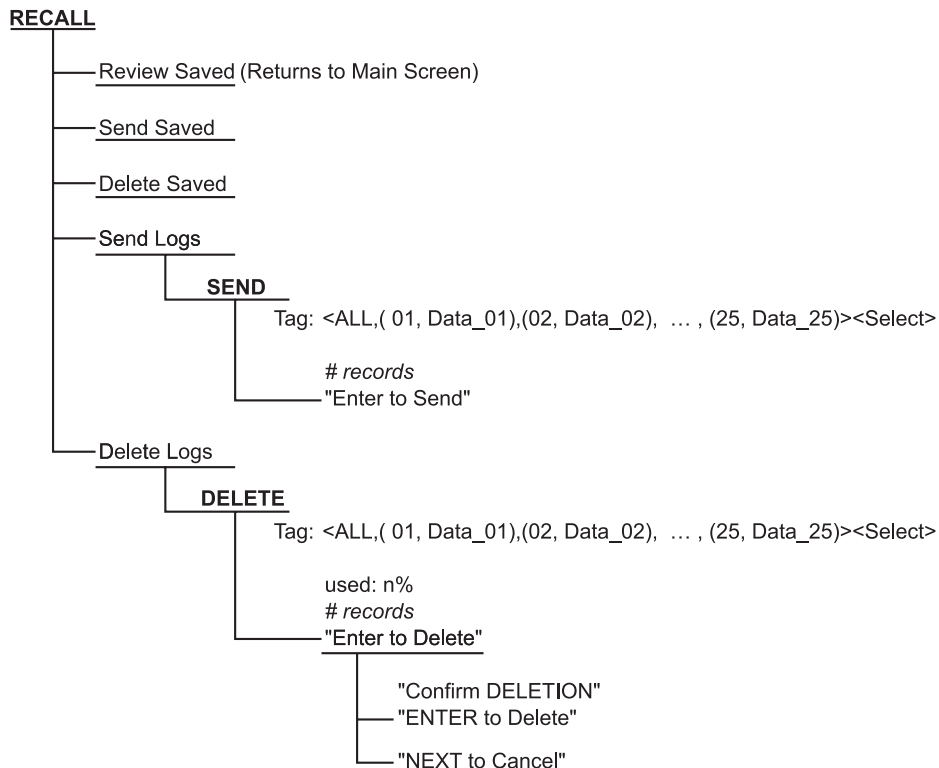 RECALL
Review Saved (Returns to Main Screen)
Send Saved
Delete Saved
Send Logs
SEND
Tag: <ALL,( 01, Data_01),(02, Data_02), ... , (25, Data_25)><Select>
# records
"Enter to Send"
Delete Logs
DELETE
Tag: <ALL,( 01, Data_01),(02, Data_02), ... , (25, Data_25)><Select>
used: n%
# records
"Enter to Delete"
"Confirm DELETION"
"ENTER to Delete"
"NEXT to Cancel"